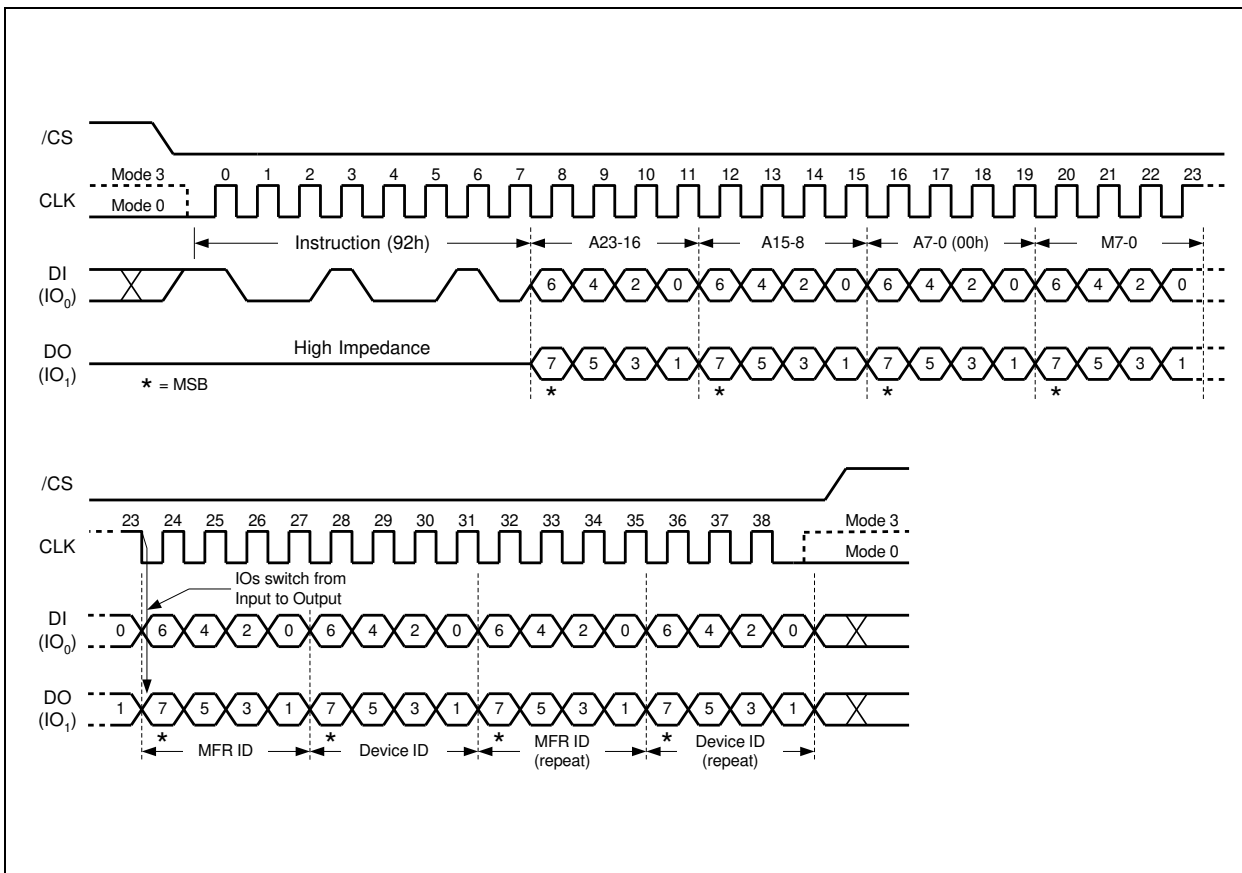 /CS
Mode 3 0 1 2 3 4 5 6 7 8 9 10 11 12 13 14 15 16 17 18 19 20 21 22 23
CLK
Mode 0
Instruction (92h) A23-16 A15-8 A7-0 (00h) M7-0
DI
(IO0) 6 4 2 0 6 4 2 0 6 4 2 0 6 4 2 0
High Impedance
DO
(IO1) 7 5 3 1 7 5 3 1 7 5 3 1 7 5 3 1
* = MSB * * * *
/CS
23 24 25 26 27 28 29 30 31 32 33 34 35 36 37 38 Mode 3
CLK
Mode 0
IOs switch from
Input to Output
DI
(IO0) 0 6 4 2 0 6 4 2 0 6 4 2 0 6 4 2 0
DO
(IO1) 1 7 5 3 1 7 5 3 1 7 5 3 1 7 5 3 1
* * * *
MFR ID Device ID MFR ID
(repeat) Device ID
(repeat)